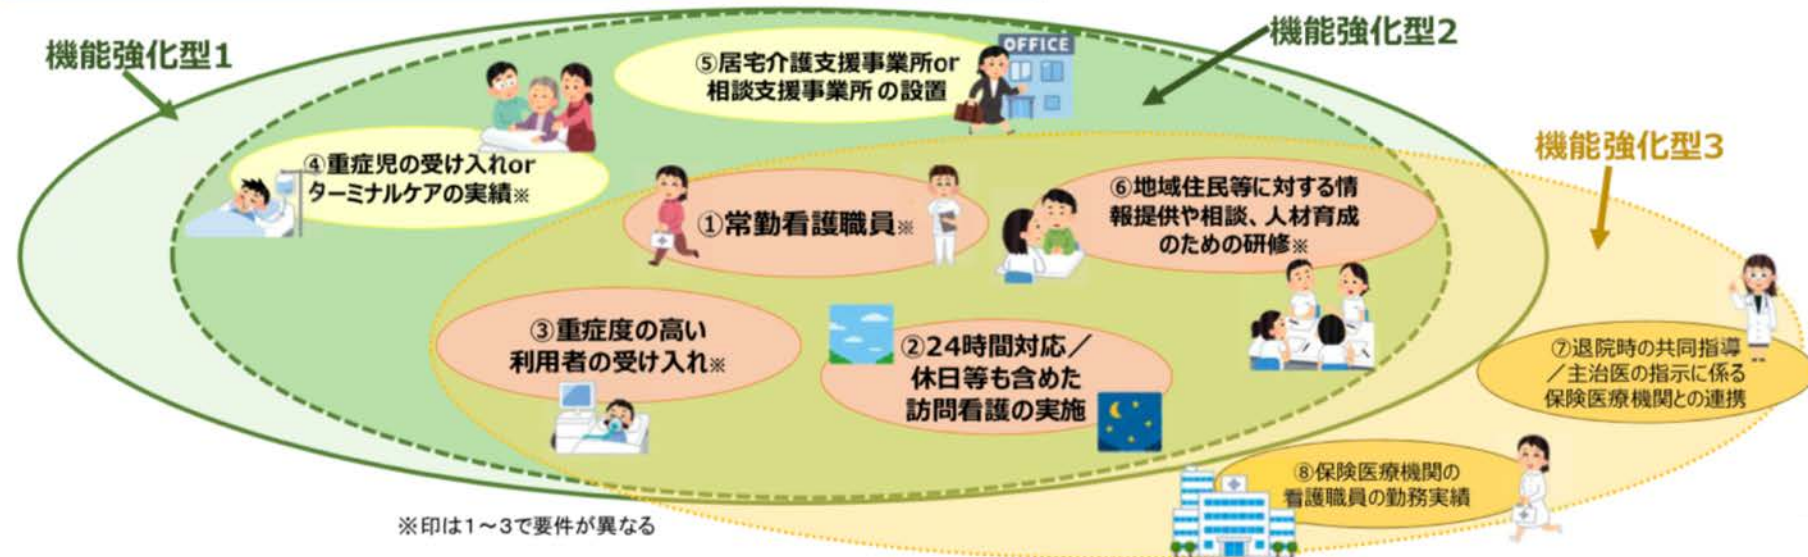 機能強化型1
機能強化型2
機能強化型3
OFFICE
⑤居宅介護支援事業所or
相談支援事業所の設置
④重症児の受け入れor
ターミナルケアの実績※
①常勤看護職員※
⑥地域住民等に対する情
報提供や相談、人材育成
のための研修※
③重症度の高い
利用者の受け入れ※
②24時間対応／
休日等も含めた
訪問看護の実施
⑦退院時の共同指導
／主治医の指示に係る
保険医療機関との連携
⑧保険医療機関の
看護職員の勤務実績
※印は1～3で要件が異なる